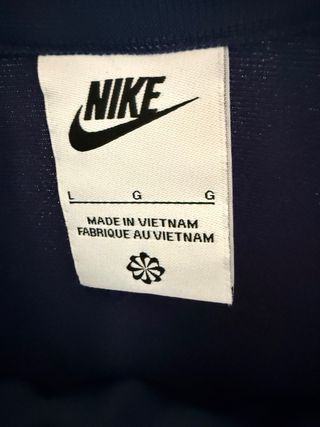 NIKE
L G G
MADE IN VIETNAM
FABRIQUE AU VIETNAM